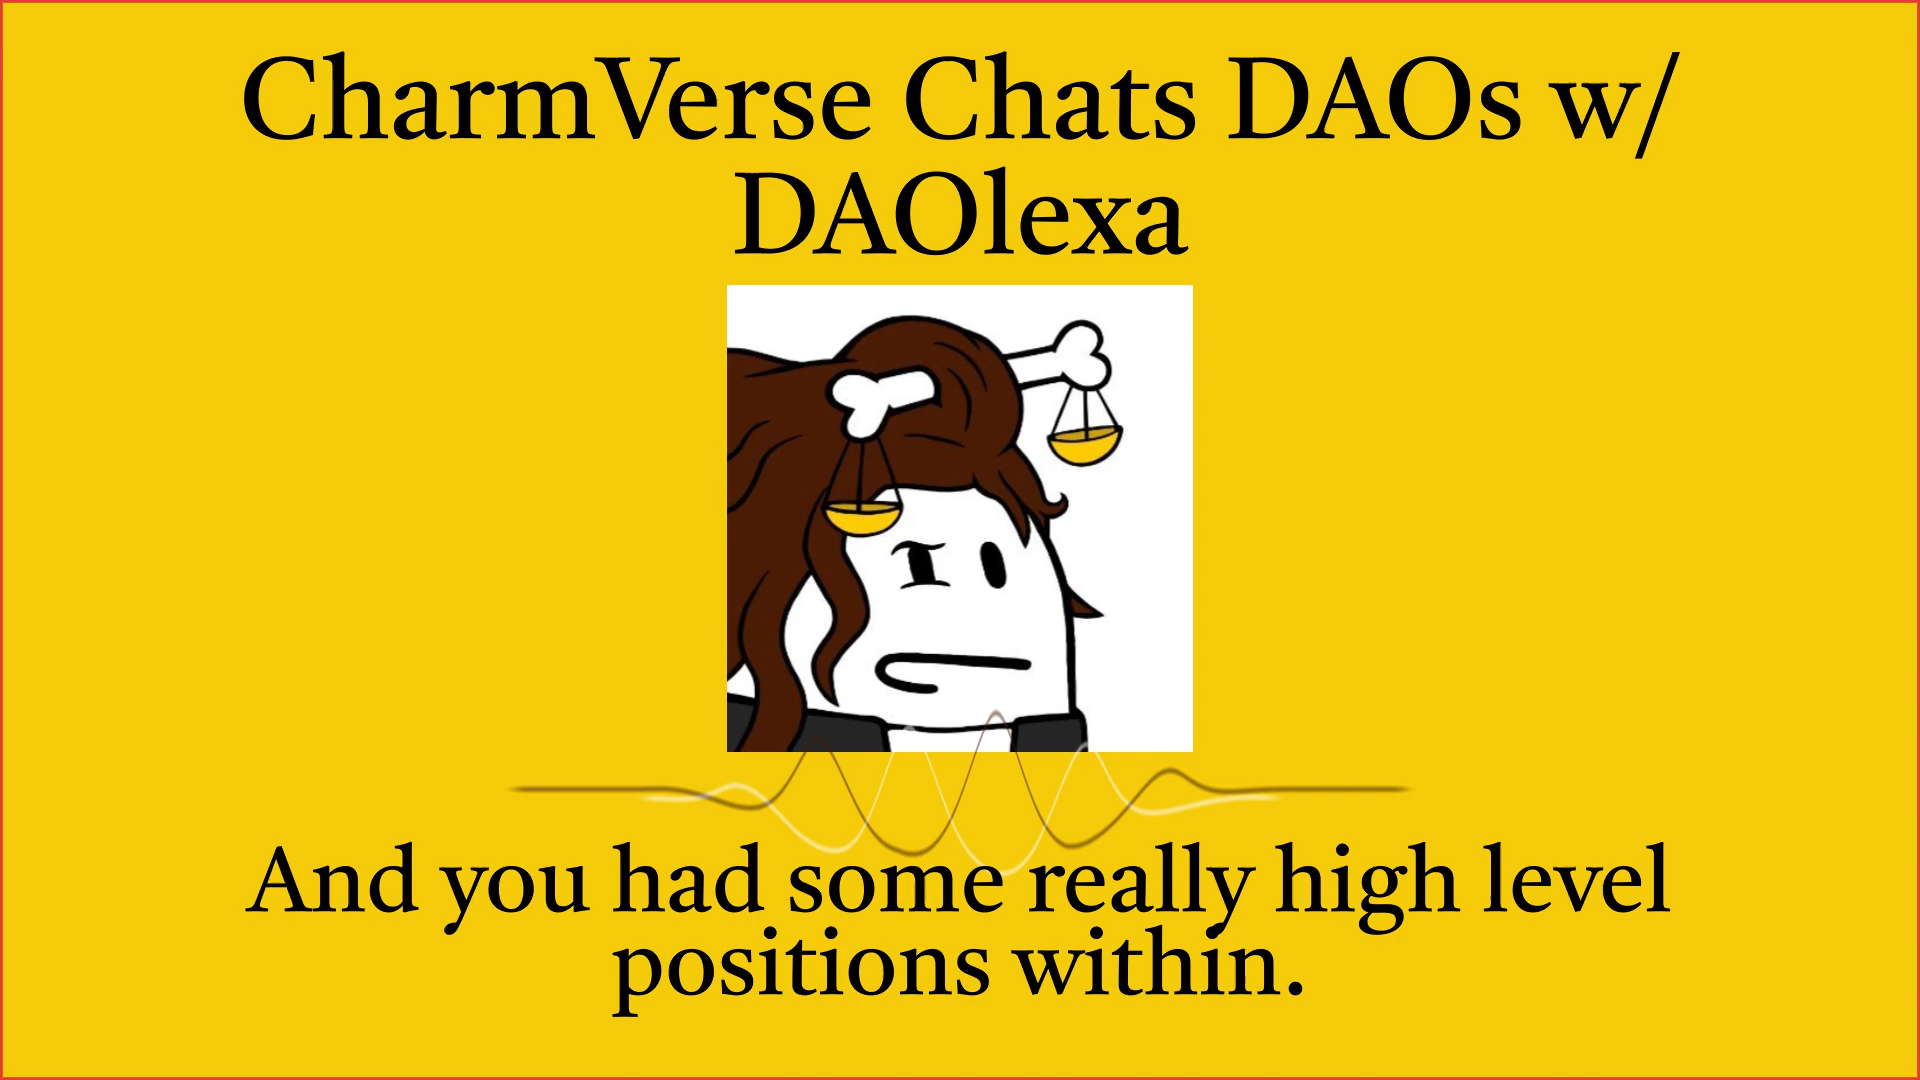 CharmVerse Chats DAOs w/
DAOlexa
And you had some really high level
positions within.